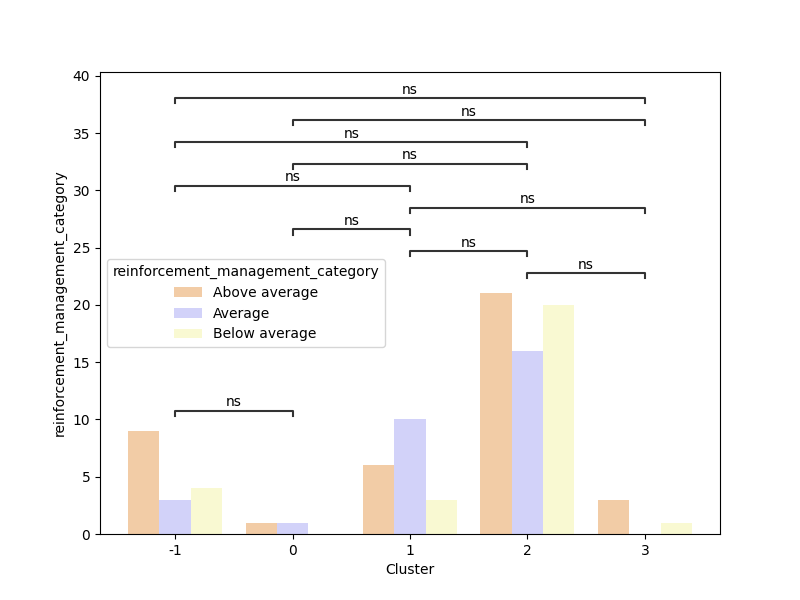 40
ns
ns
35
ns
ns
30
ns
ns
ns
25
ns
ns
reinforcement_management_category
Above average
Average
Below average
20
15
10
ns
5
0
-1 0 1 2 3
Cluster
reinforcement_management_category